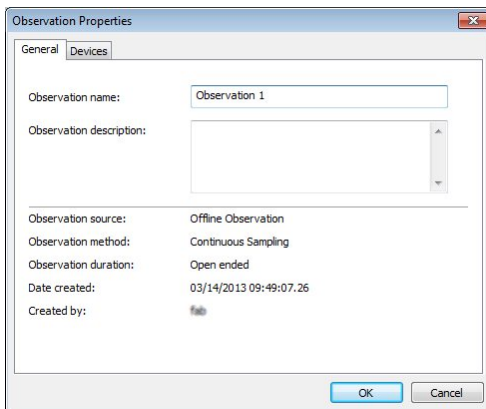 Observation Properties
General Devices
Observation name: Observation 1
Observation description:
Observation source: Offline Observation
Observation method: Continuous Sampling
Observation duration: Open ended
Date created: 03/14/2013 09:49:07.26
Created by:
OK Cancel